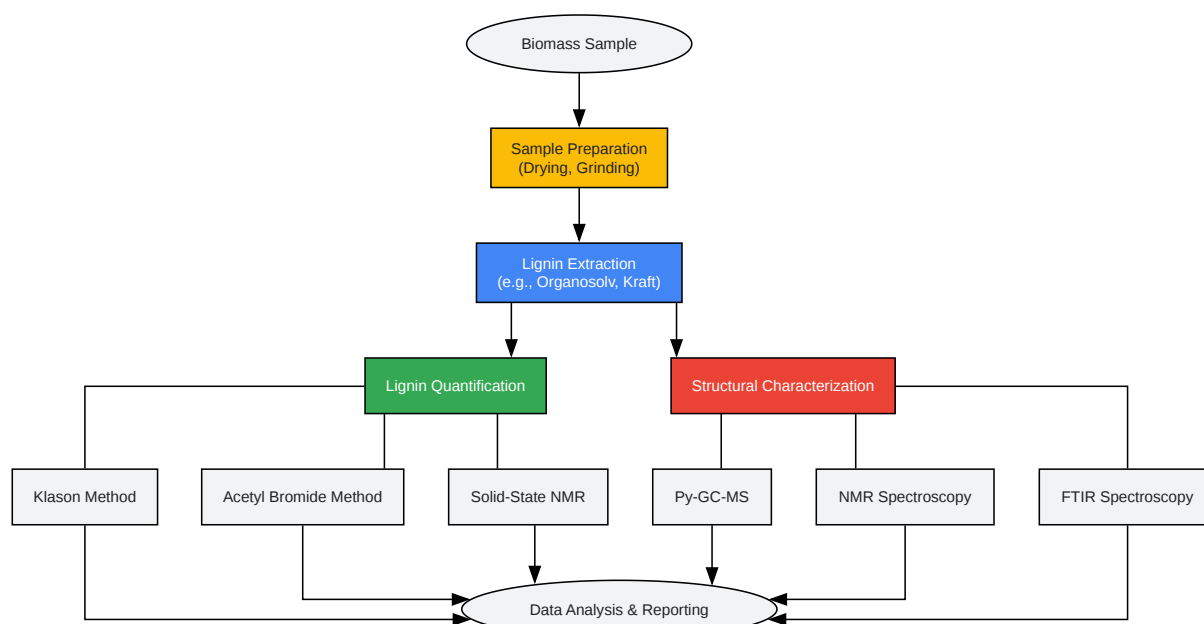 Biomass Sample
Sample Preparation
(Drying, Grinding)
Lignin Extraction
(e.g., Organosolv, Kraft)
Lignin Quantification
Structural Characterization
Klason Method
Acetyl Bromide Method
Solid-State NMR
Py-GC-MS
NMR Spectroscopy
FTIR Spectroscopy
Data Analysis & Reporting